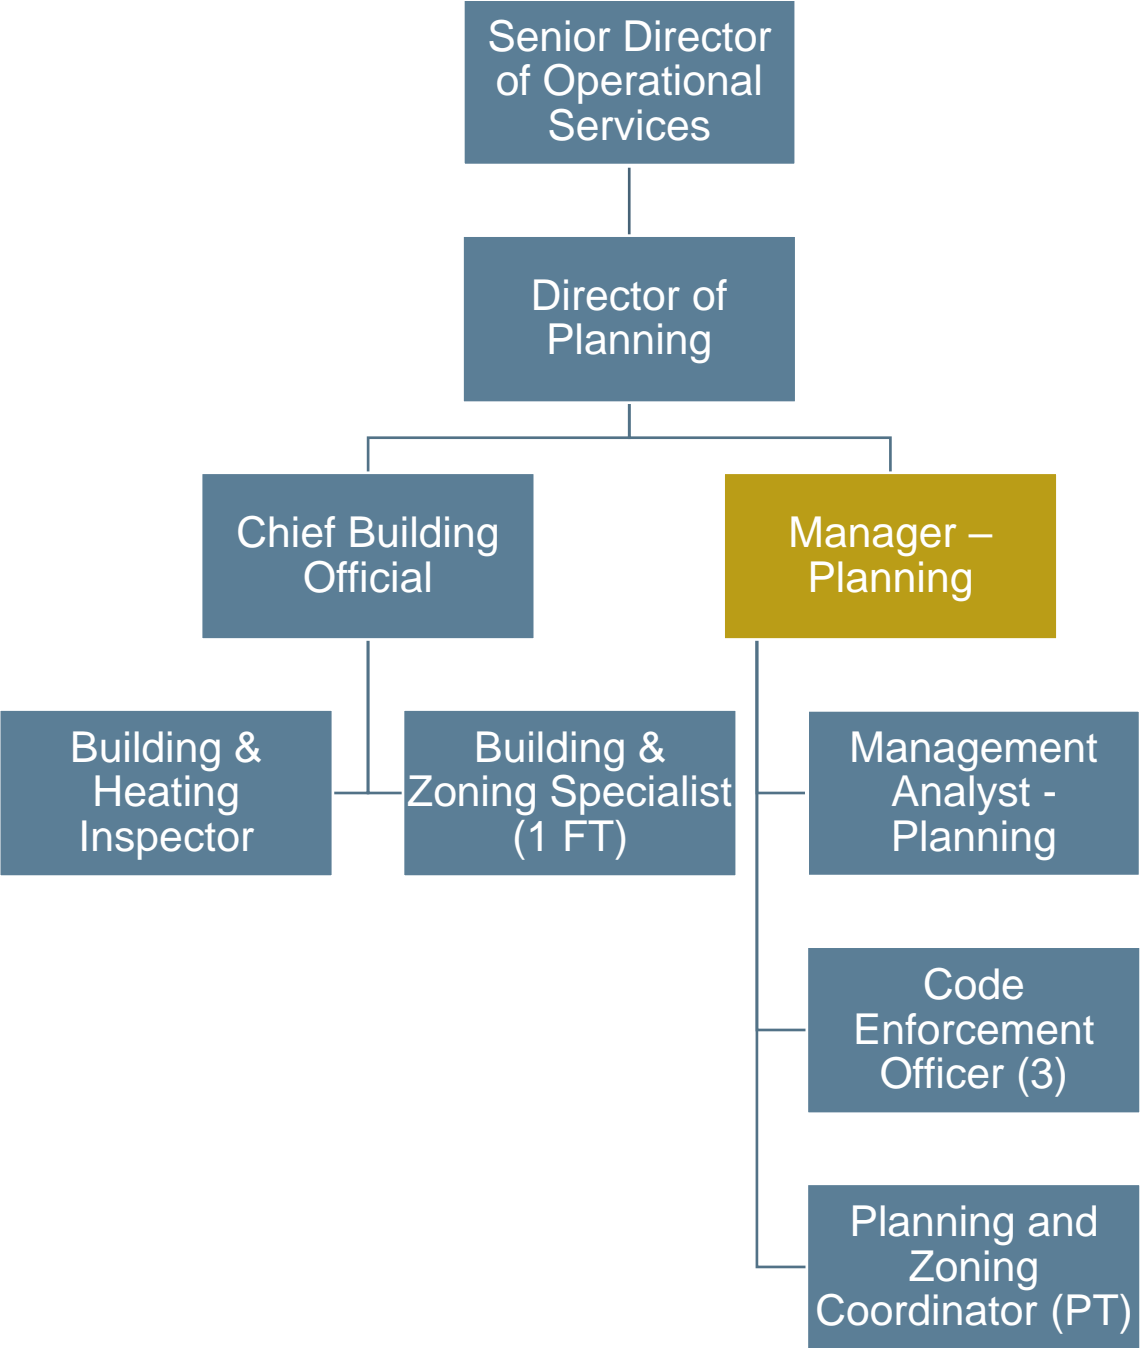 Senior Director
of Operational
Services
Director of
Planning
Chief Building
Official
Manager –
Planning
Building &
Heating
Inspector
Building &
Zoning Specialist
(1 FT)
Management
Analyst -
Planning
Code
Enforcement
Officer (3)
Planning and
Zoning
Coordinator (PT)